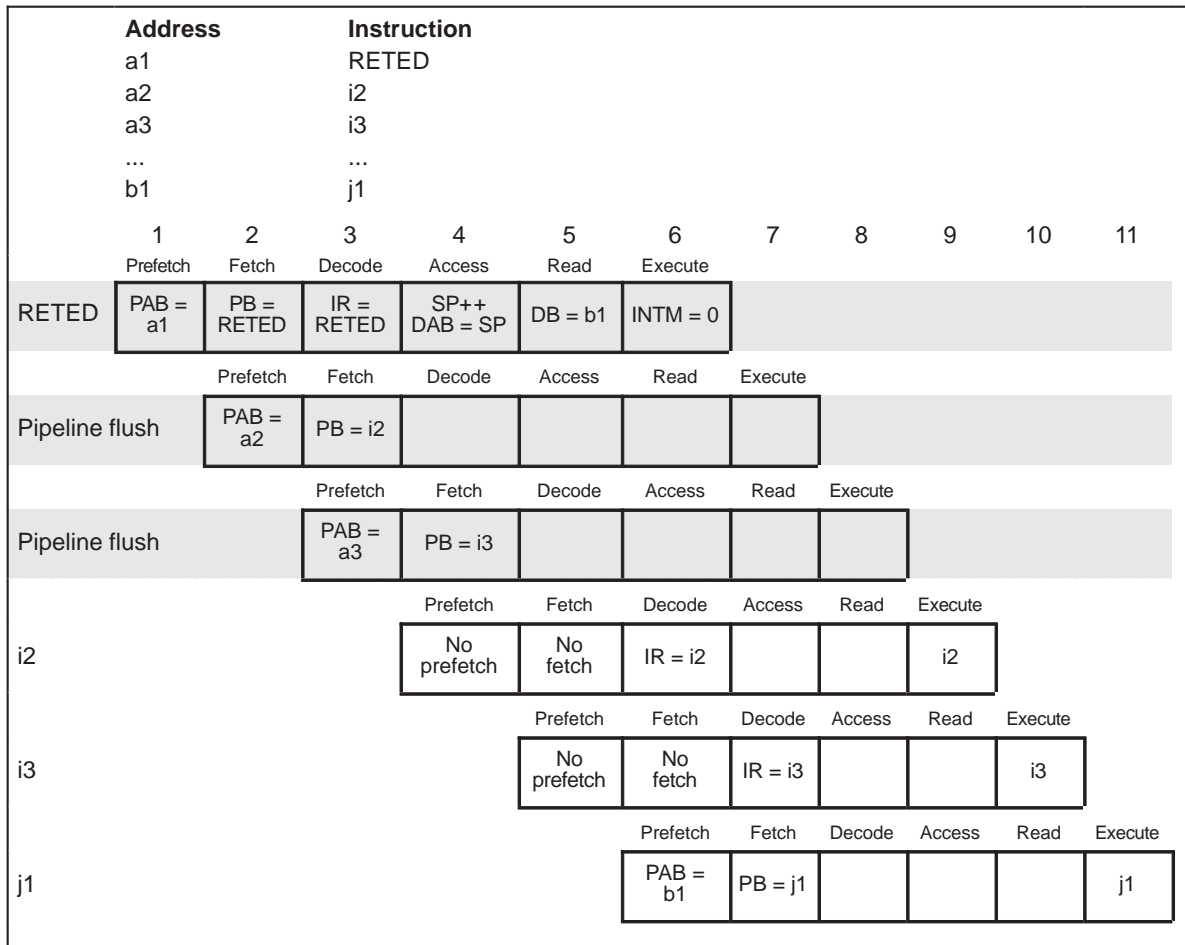 Address Instruction
a1 RETED
a2 i2
a3 i3
... ...
b1 j1
1 2 3 4 5 6 7 8 9 10 11
Prefetch Fetch Decode Access Read Execute
RETED PAB = a1 PB = RETED IR = RETED SP++ DAB = SP DB = b1 INTM = 0
Prefetch Fetch Decode Access Read Execute
Pipeline flush PAB = a2 PB = i2
Prefetch Fetch Decode Access Read Execute
Pipeline flush PAB = a3 PB = i3
Prefetch Fetch Decode Access Read Execute
i2 No prefetch No fetch IR = i2 i2
Prefetch Fetch Decode Access Read Execute
i3 No prefetch No fetch IR = i3 i3
Prefetch Fetch Decode Access Read Execute
j1 PAB = b1 PB = j1 j1